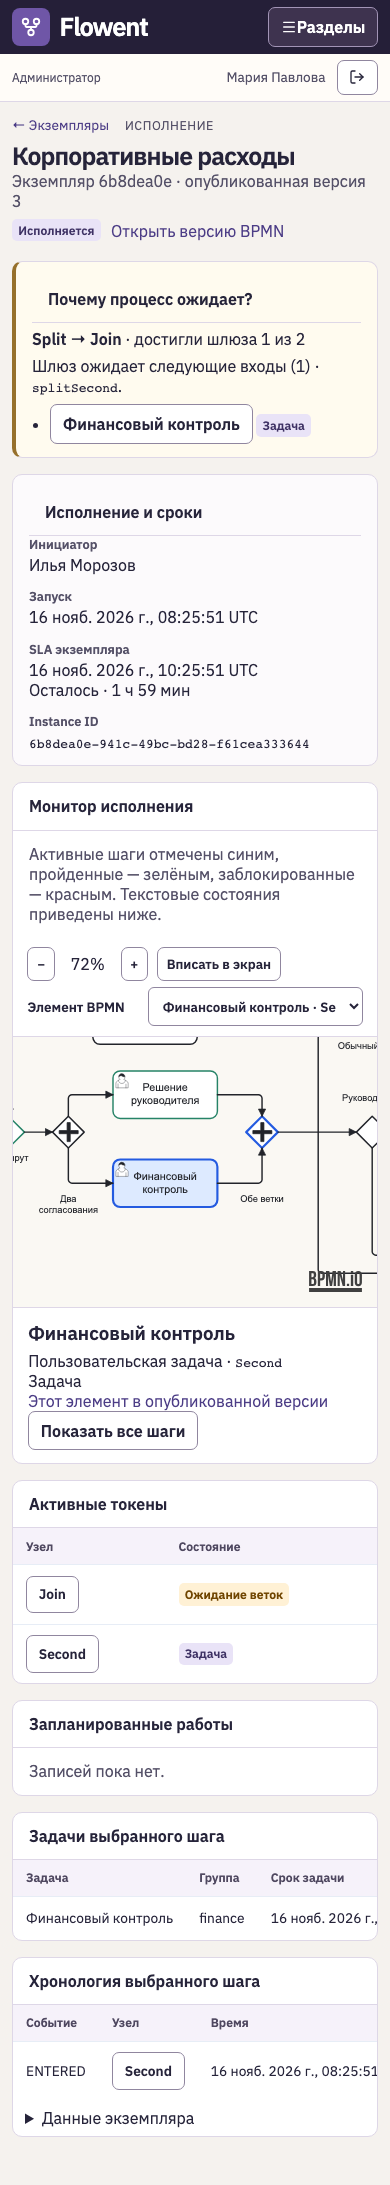 Flowent
Разделы
Администратор
Мария Павлова
← Экземпляры
ИСПОЛНЕНИЕ
Корпоративные расходы
Экземпляр 6b8dea0e · опубликованная версия
3
Исполняется
Открыть версию BPMN
Почему процесс ожидает?
Split → Join · достигли шлюза 1 из 2
Шлюз ожидает следующие входы (1) ·
splitSecond.
• Финансовый контроль Задача
Исполнение и сроки
Инициатор
Илья Морозов
Запуск
16 нояб. 2026 г., 08:25:51 UTC
SLA экземпляра
16 нояб. 2026 г., 10:25:51 UTC
Осталось · 1 ч 59 мин
Instance ID
6b8dea0e-941c-49bc-bd28-f61cea333644
Монитор исполнения
Активные шаги отмечены синим,
пройденные — зелёным, заблокированные
— красным. Текстовые состояния
приведены ниже.
− 72% + Вписать в экран
Элемент BPMN
Финансовый контроль · Se
Обычный
Решение
руководителя
Руковод
рут
Финансовый
контроль
Два
согласования
Обе ветки
BPMN.iO
Финансовый контроль
Пользовательская задача · Second
Задача
Этот элемент в опубликованной версии
Показать все шаги
Активные токены
Узел Состояние
Join Ожидание веток
Second Задача
Запланированные работы
Записей пока нет.
Задачи выбранного шага
Задача Группа Срок задачи
Финансовый контроль finance 16 нояб. 2026 г.,
Хронология выбранного шага
Событие Узел Время
ENTERED Second 16 нояб. 2026 г., 08:25:51
▶ Данные экземпляра